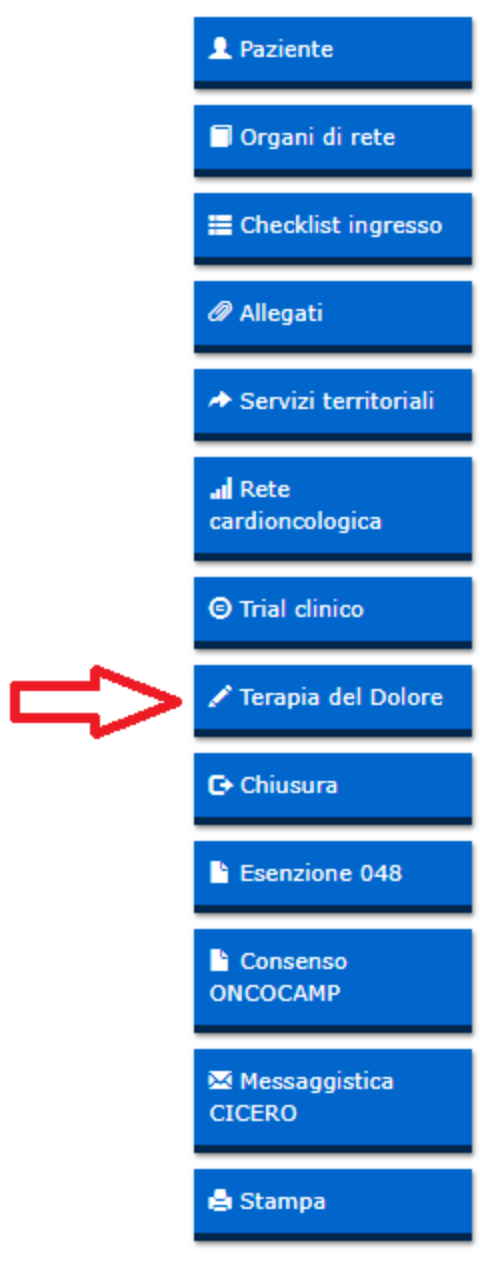 Paziente
Organi di rete
Checklist ingresso
Allegati
Servizi territoriali
Rete
cardioncologica
Trial clinico
Terapia del Dolore
Chiusura
Esenzione 048
Consenso
ONCOCAMP
Messaggistica
CICERO
Stampa